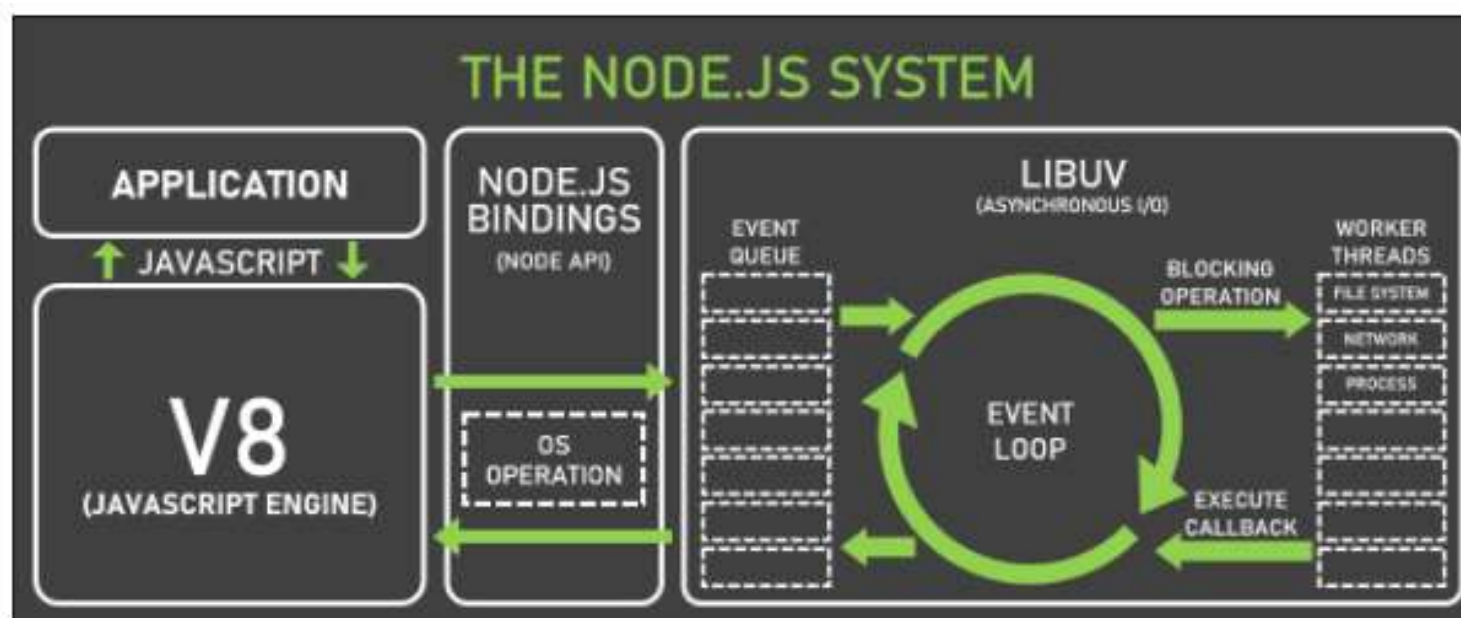 THE NODE.JS SYSTEM
APPLICATION
JAVASCRIPT
V8
(JAVASCRIPT ENGINE)
NODE.JS
BINDINGS
(NODE API)
OS
OPERATION
LIBUV
(ASYNCHRONOUS I/O)
EVENT
QUEUE
EVENT
LOOP
BLOCKING
OPERATION
EXECUTE
CALLBACK
WORKER
THREADS
FILE SYSTEM
NETWORK
PROCESS